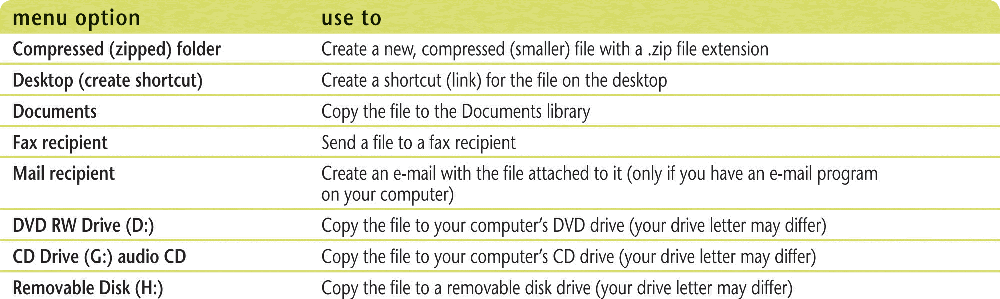 menu option use to
Compressed (zipped) folder Create a new, compressed (smaller) file with a .zip file extension
Desktop (create shortcut) Create a shortcut (link) for the file on the desktop
Documents Copy the file to the Documents library
Fax recipient Send a file to a fax recipient
Mail recipient Create an e-mail with the file attached to it (only if you have an e-mail program
on your computer)
DVD RW Drive (D:) Copy the file to your computer’s DVD drive (your drive letter may differ)
CD Drive (G:) audio CD Copy the file to your computer’s CD drive (your drive letter may differ)
Removable Disk (H:) Copy the file to a removable disk drive (your drive letter may differ)